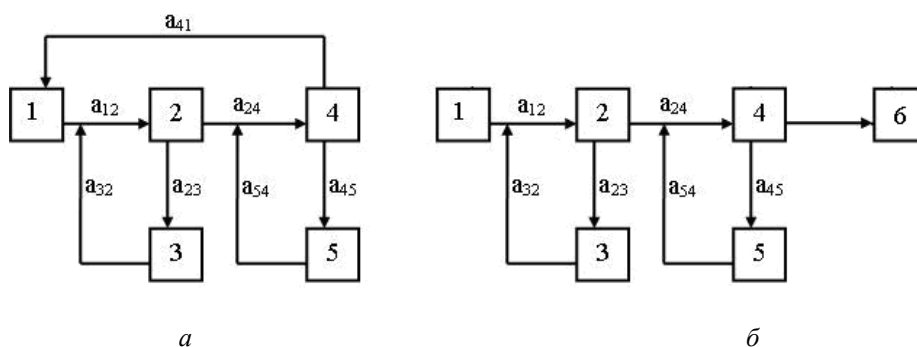 a₄₁
1 a₁₂ 2 a₂₄ 4
a₃₂ a₂₃ a₅₄ a₄₅
3 5
а
1 a₁₂ 2 a₂₄ 4 6
a₃₂ a₂₃ a₅₄ a₄₅
3 5
б